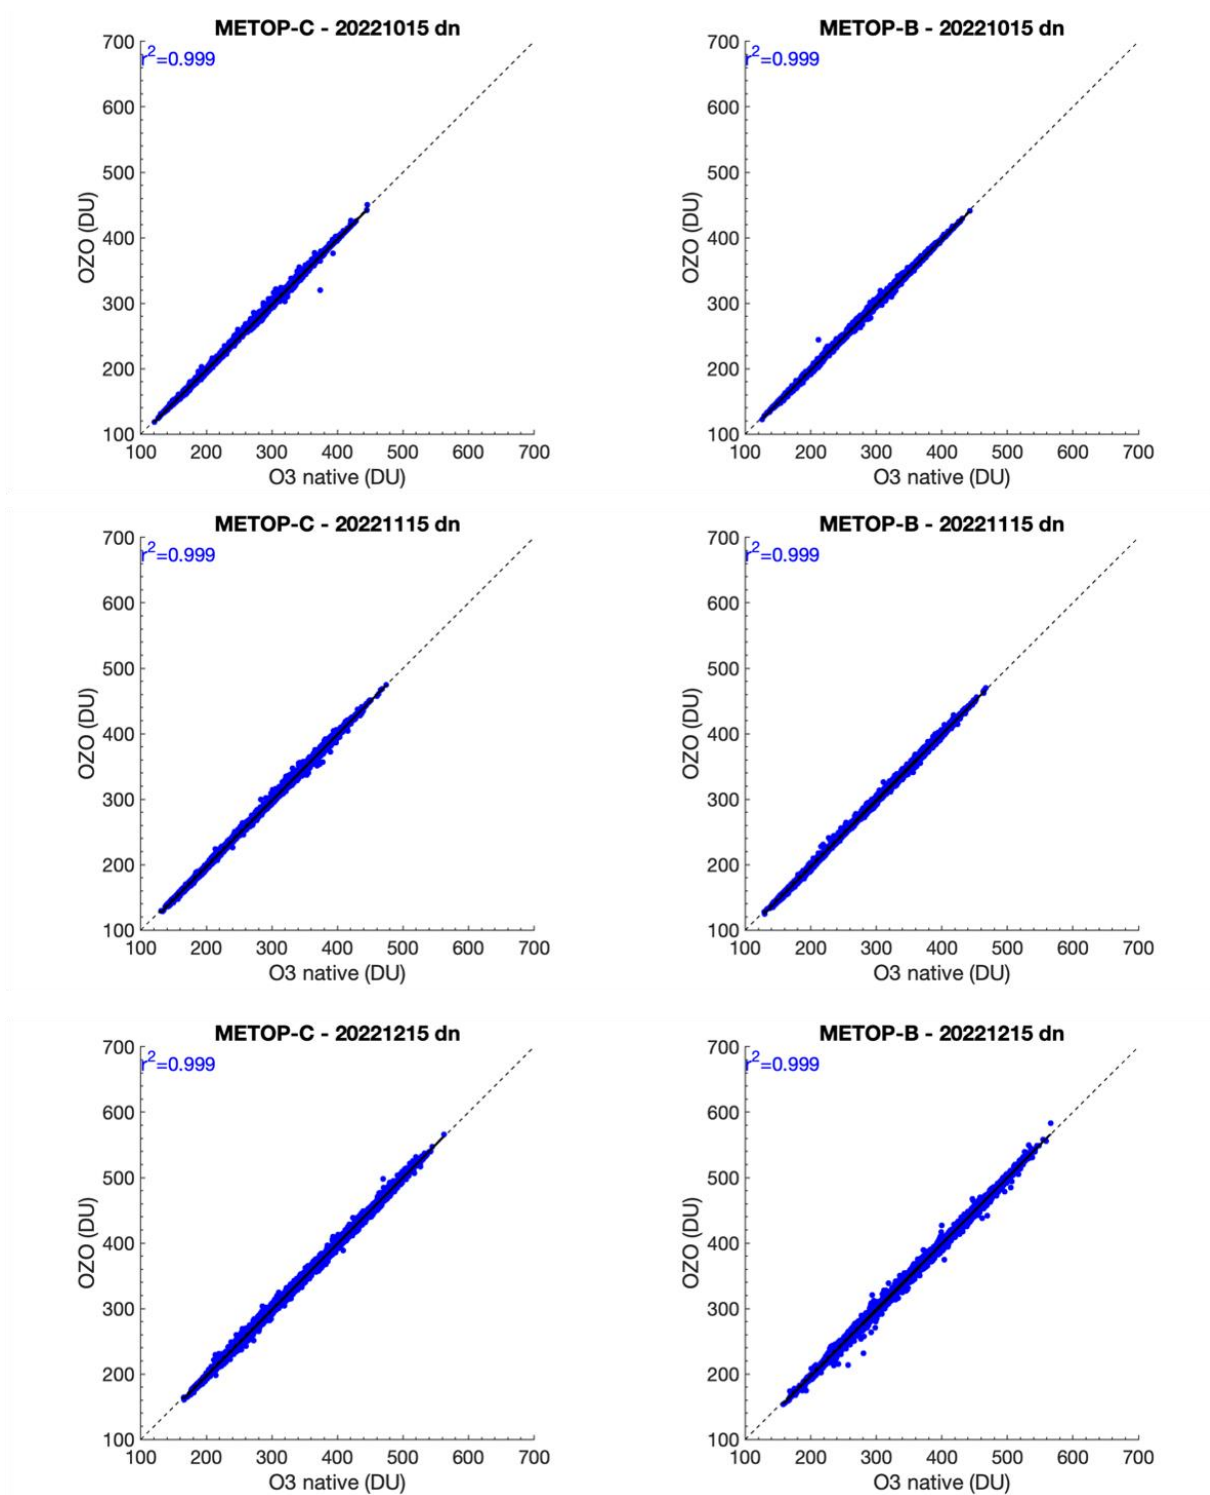 METOP-C - 20221015 dn
r²=0.999
700
600
500
400
300
200
100
OZO (DU)
100 200 300 400 500 600 700
O3 native (DU)
METOP-B - 20221015 dn
r²=0.999
700
600
500
400
300
200
100
OZO (DU)
100 200 300 400 500 600 700
O3 native (DU)
METOP-C - 20221115 dn
r²=0.999
700
600
500
400
300
200
100
OZO (DU)
100 200 300 400 500 600 700
O3 native (DU)
METOP-B - 20221115 dn
r²=0.999
700
600
500
400
300
200
100
OZO (DU)
100 200 300 400 500 600 700
O3 native (DU)
METOP-C - 20221215 dn
r²=0.999
700
600
500
400
300
200
100
OZO (DU)
100 200 300 400 500 600 700
O3 native (DU)
METOP-B - 20221215 dn
r²=0.999
700
600
500
400
300
200
100
OZO (DU)
100 200 300 400 500 600 700
O3 native (DU)